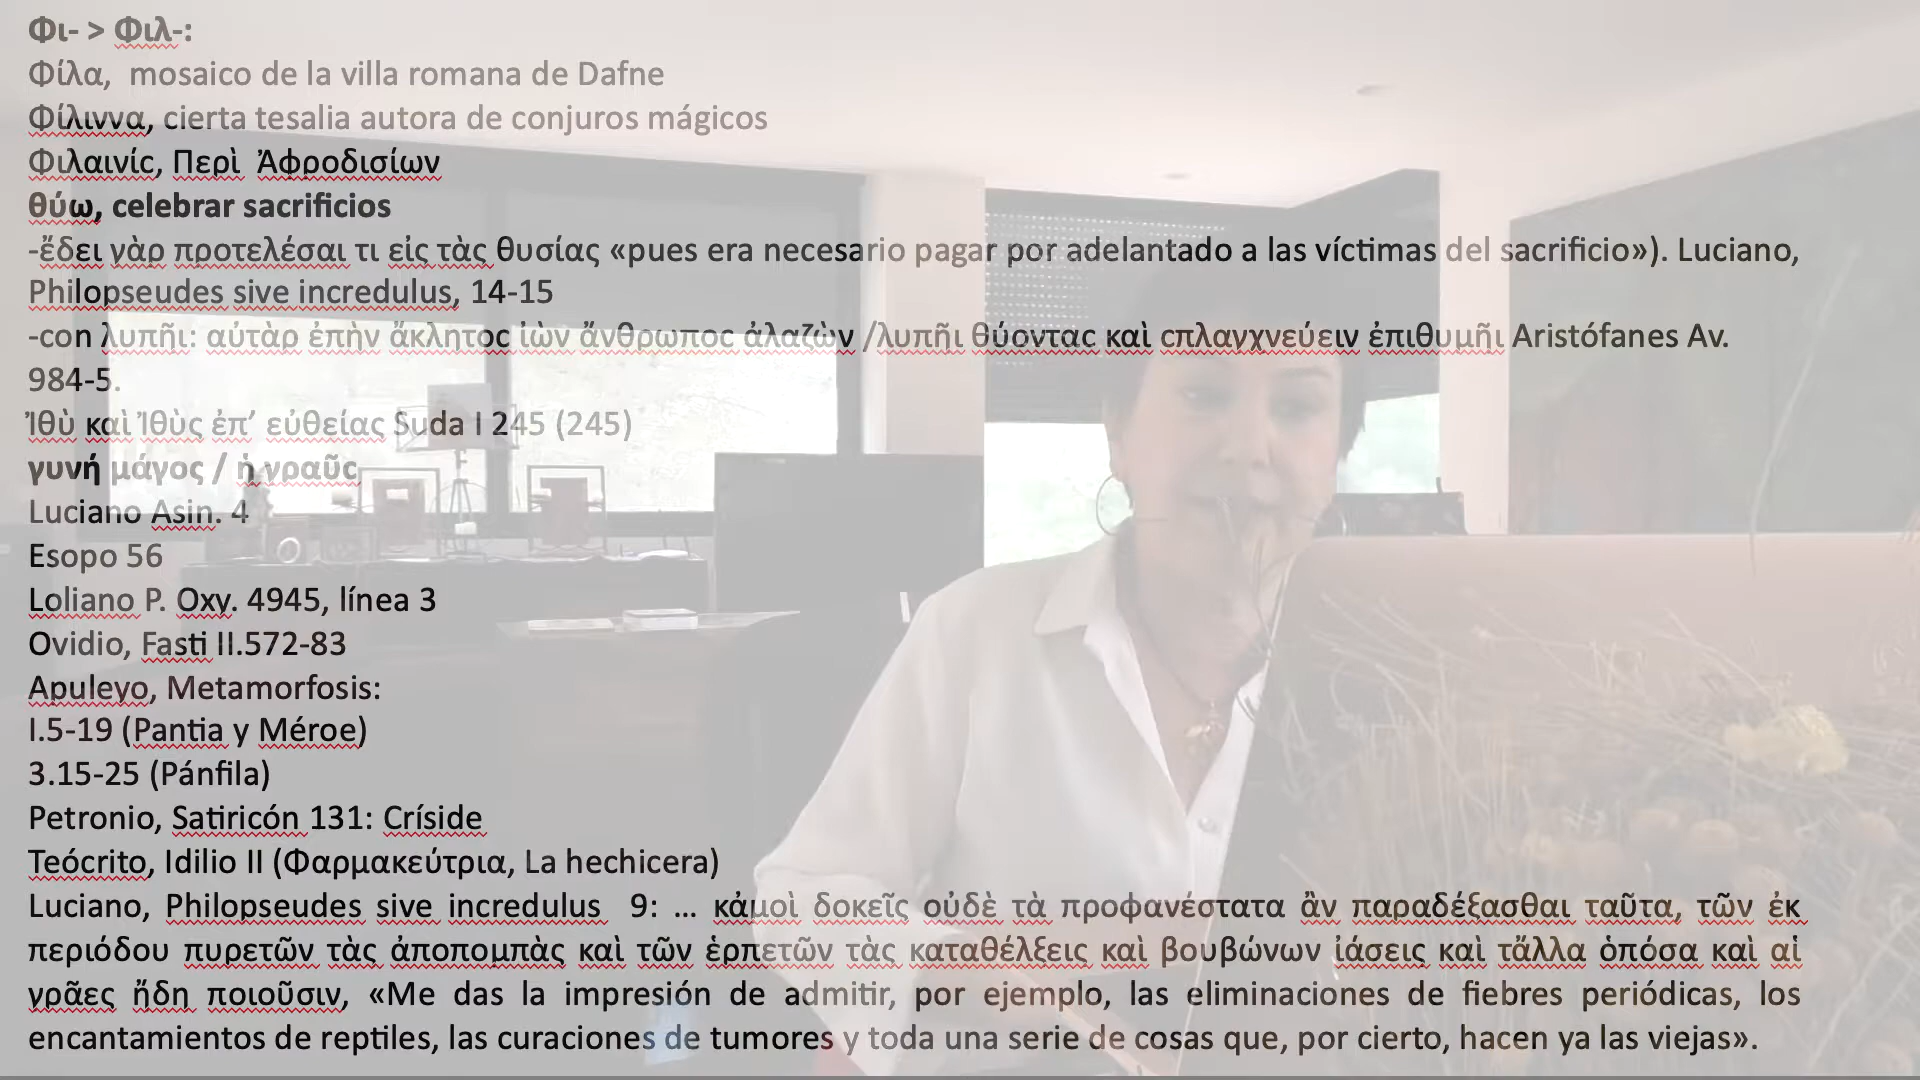 Φι- > Φιλ-:
Φίλα, mosaico de la villa romana de Dafne
Φίλιννα, cierta tesalia autora de conjuros mágicos
Φιλαινίϲ, Περὶ Ἀφροδισίων
θύω, celebrar sacrificios
-ἔδει γὰρ προτελέσαι τι εἰς τὰς θυσίας «pues era necesario pagar por adelantado a las víctimas del sacrificio»). Luciano,
Philopseudes sive incredulus, 14-15
-con λυπῆι: αὐτὰρ ἐπὴν ἄκλητοϲ ἰὼν ἄνθρωποϲ ἀλαζὼν /λυπῆι θύονταϲ καὶ ϲπλαγχνεύειν ἐπιθυμῆι Aristófanes Av.
984-5.
Ἰθὺ καὶ Ἰθὺς ἐπ’ εὐθείας Suda I 245 (245)
γυνή μάγος / ἡ γραῦϲ
Luciano Asin. 4
Esopo 56
Loliano P. Oxy. 4945, línea 3
Ovidio, Fasti II.572-83
Apuleyo, Metamorfosis:
I.5-19 (Pantia y Méroe)
3.15-25 (Pánfila)
Petronio, Satiricón 131: Críside
Teócrito, Idilio II (Φαρμακεύτρια, La hechicera)
Luciano, Philopseudes sive incredulus 9: ... κἀμοὶ δοκεῖς οὐδὲ τὰ προφανέστατα ἂν παραδέξασθαι ταῦτα, τῶν ἐκ
περιόδου πυρετῶν τὰς ἀποπομπὰς καὶ τῶν ἑρπετῶν τὰς καταθέλξεις καὶ βουβώνων ἰάσεις καὶ τἄλλα ὁπόσα καὶ αἱ
γρᾶες ἤδη ποιοῦσιν, «Me das la impresión de admitir, por ejemplo, las eliminaciones de fiebres periódicas, los
encantamientos de reptiles, las curaciones de tumores y toda una serie de cosas que, por cierto, hacen ya las viejas».